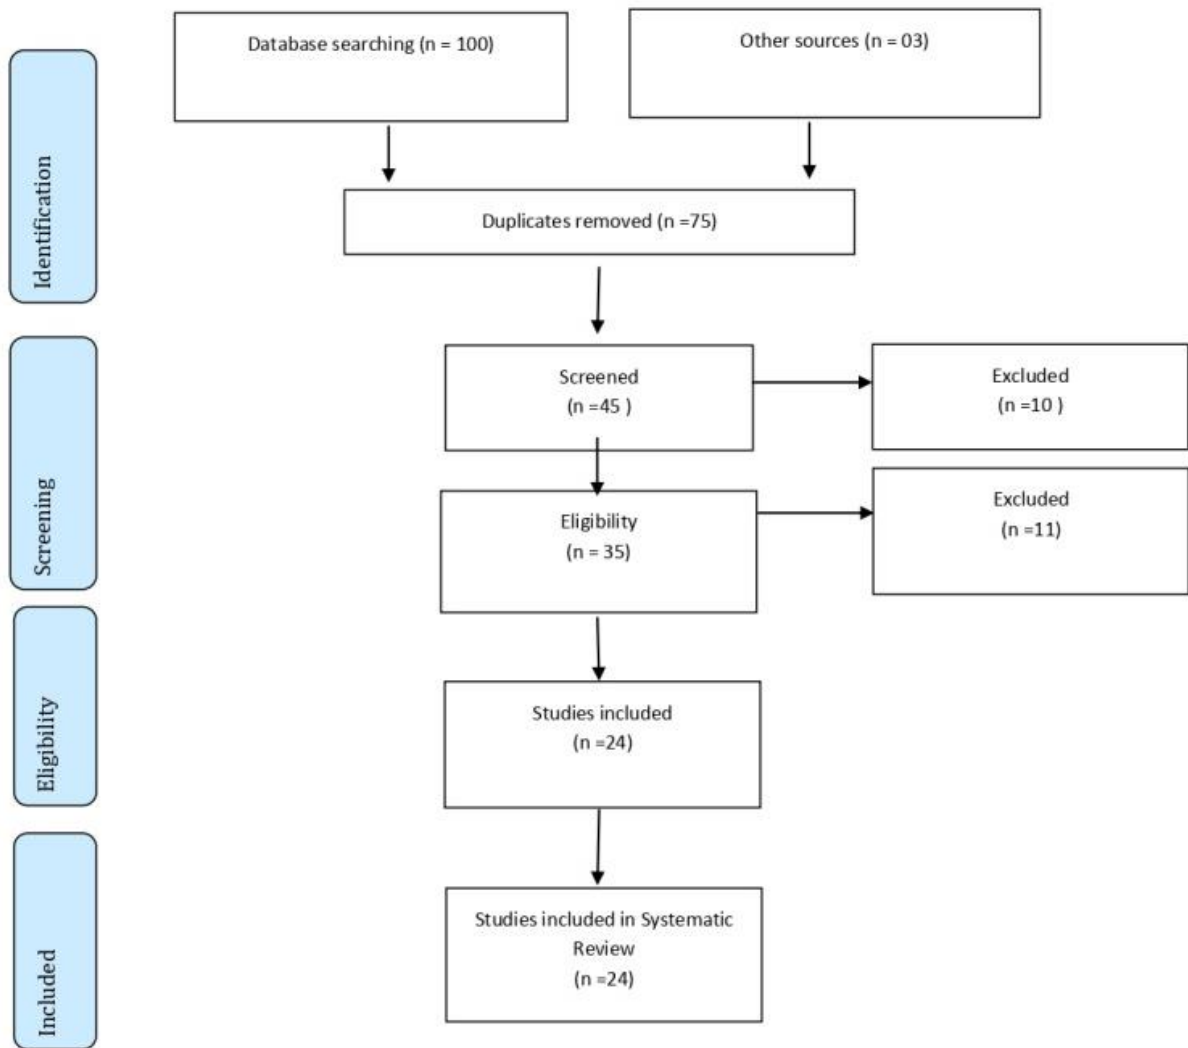 Database searching (n = 100)
Other sources (n = 03)
Identification
Duplicates removed (n =75)
Screening
Screened
(n =45 )
Excluded
(n =10 )
Eligibility
(n = 35)
Excluded
(n =11)
Eligibility
Studies included
(n =24)
Included
Studies included in Systematic
Review
(n =24)